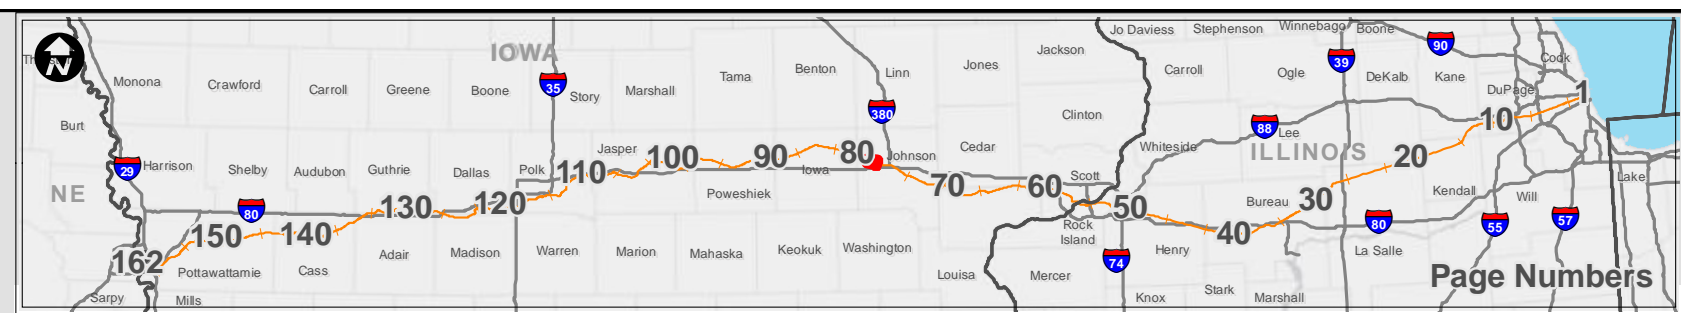 Jo Daviess Stephenson Winnebago Boone
IOWA
Jackson
90
Cook
N
Monona
Crawford
Carroll
Greene
Boone
35
Story
Marshall
Tama
Benton
Linn
Jones
Carroll
Ogle
39
DeKalb
Kane
DuPage
1
Burt
380
Clinton
88
Lee
10
29
Harrison
Shelby
Audubon
Guthrie
Dallas
Polk
110
Jasper
100
90
Iowa
80
Johnson
Cedar
Whiteside
ILLINOIS
20
NE
80
130
120
Poweshiek
70
60
Scott
50
Bureau
30
Kendall
Will
Lake
162
150
140
Adair
Madison
Warren
Marion
Mahaska
Keokuk
Washington
Rock
Island
Henry
40
80
La Salle
55
57
Pottawattamie
Cass
Louisa
Mercer
74
Stark
Page Numbers
Sarpy
Mills
Knox
Marshall